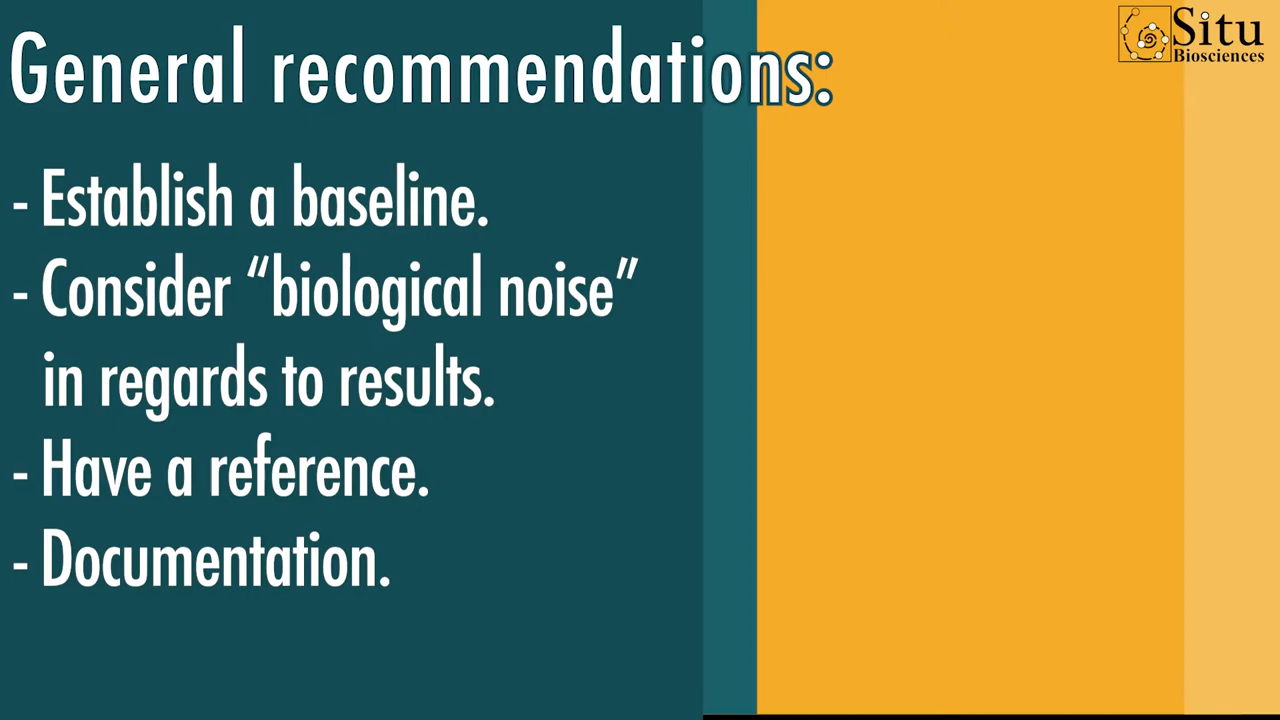 Situ
Biosciences
General recommendations:
- Establish a baseline.
- Consider “biological noise”
in regards to results.
- Have a reference.
- Documentation.